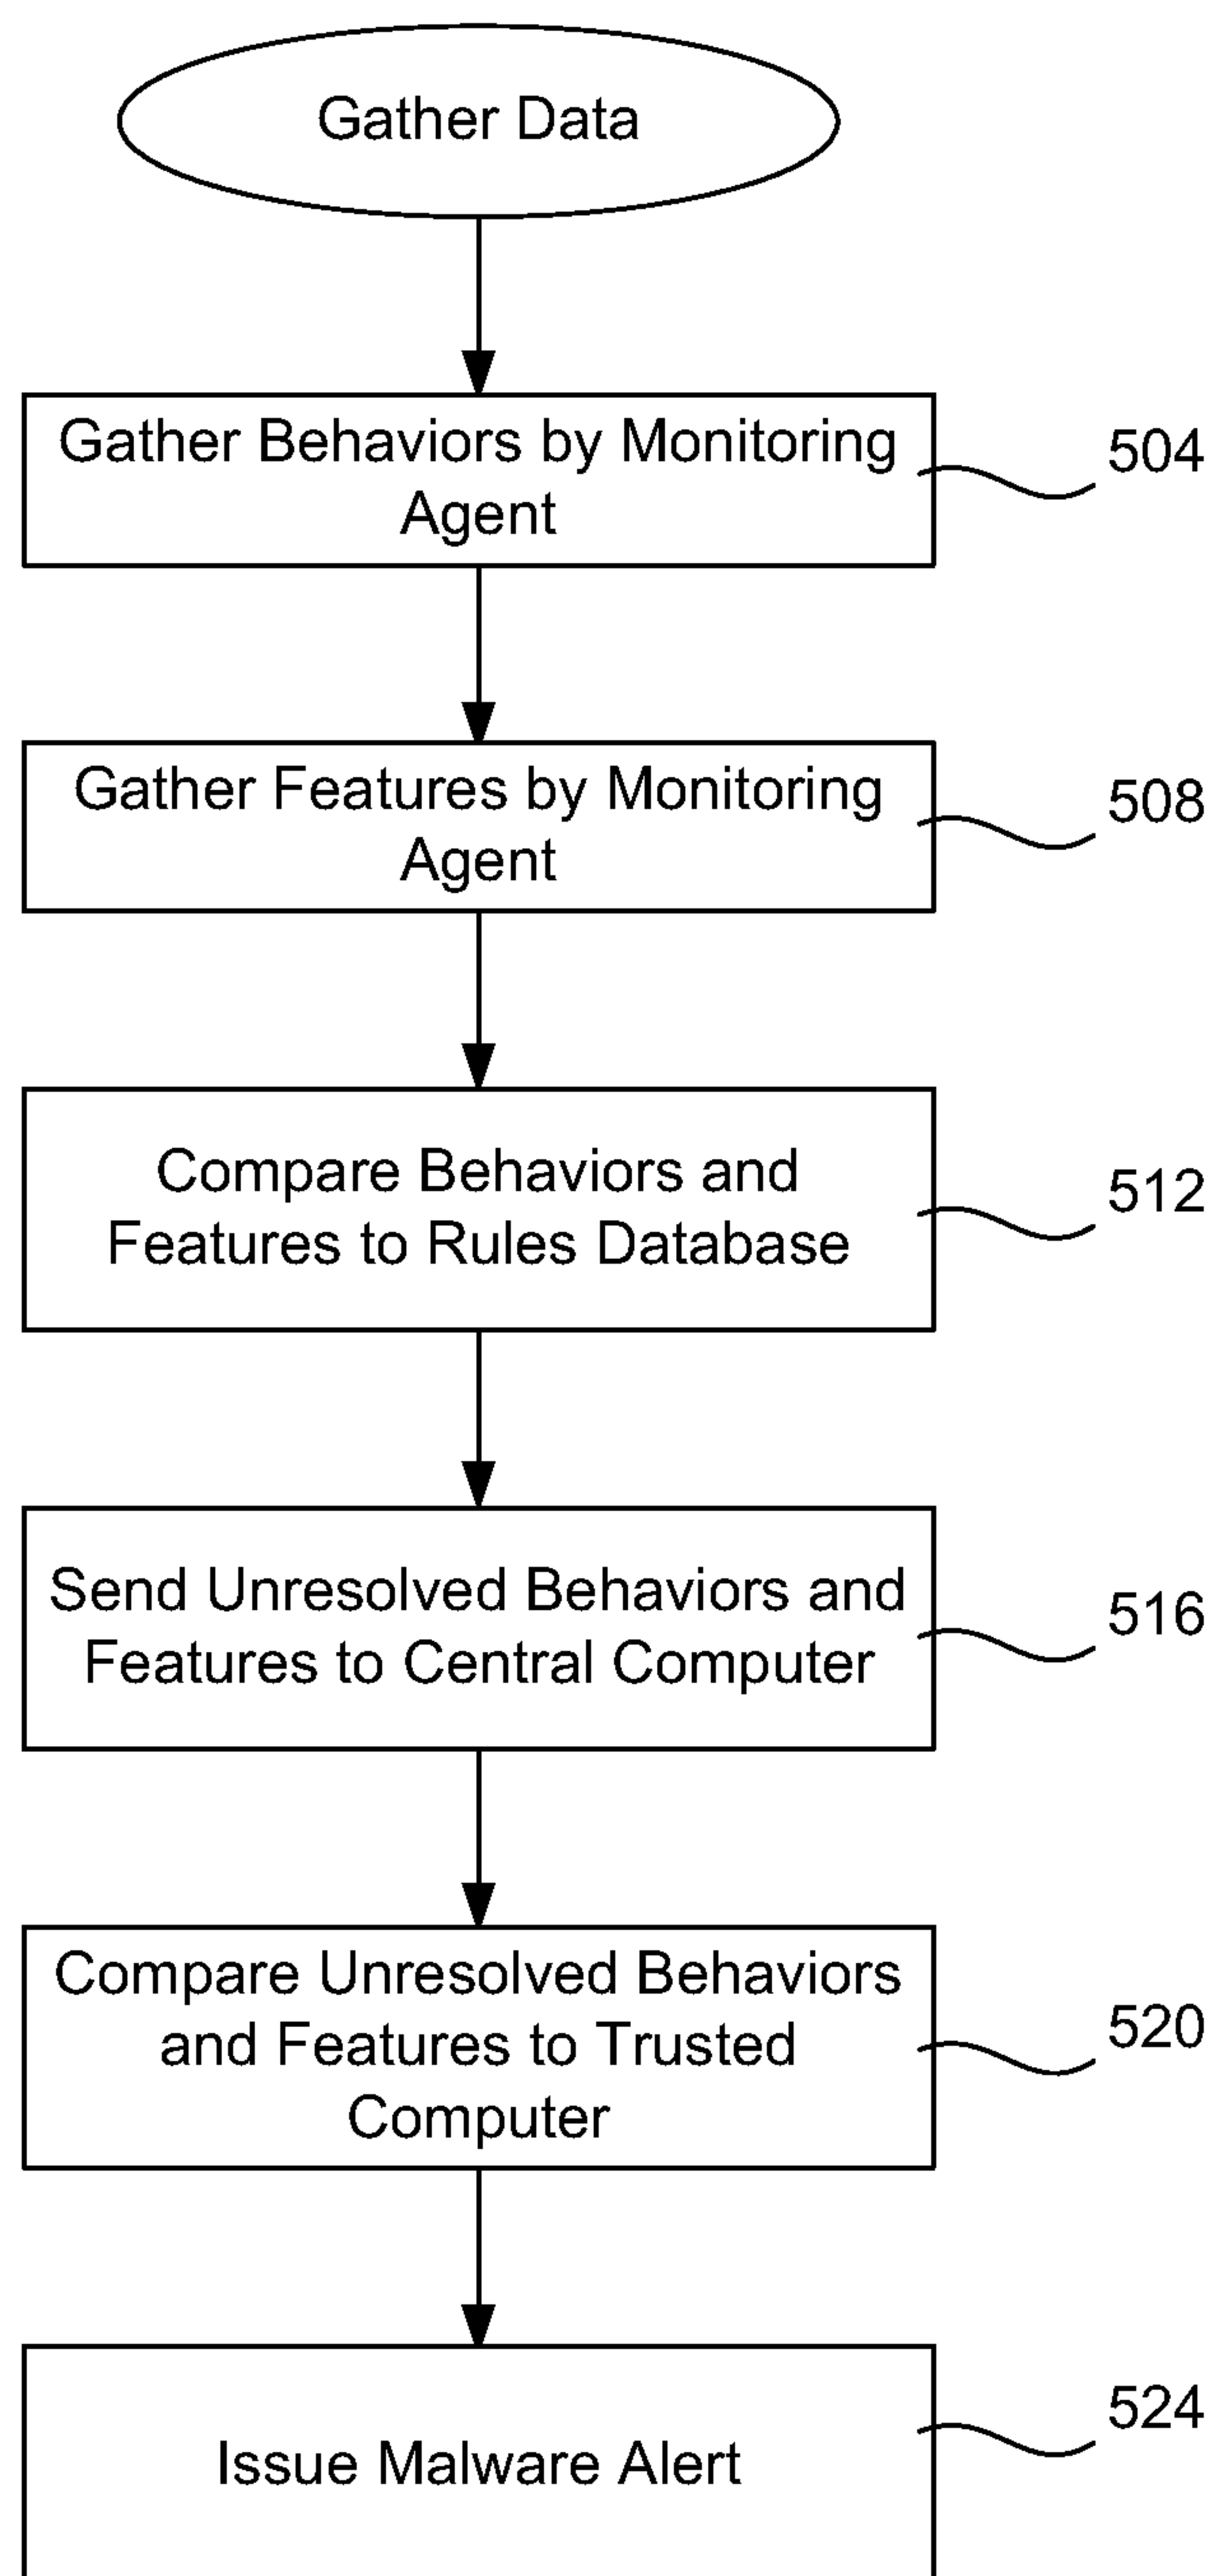 Gather Data
Gather Behaviors by Monitoring
Agent
504
Gather Features by Monitoring
Agent
508
Compare Behaviors and
Features to Rules Database
512
Send Unresolved Behaviors and
Features to Central Computer
516
Compare Unresolved Behaviors
and Features to Trusted
Computer
520
Issue Malware Alert
524